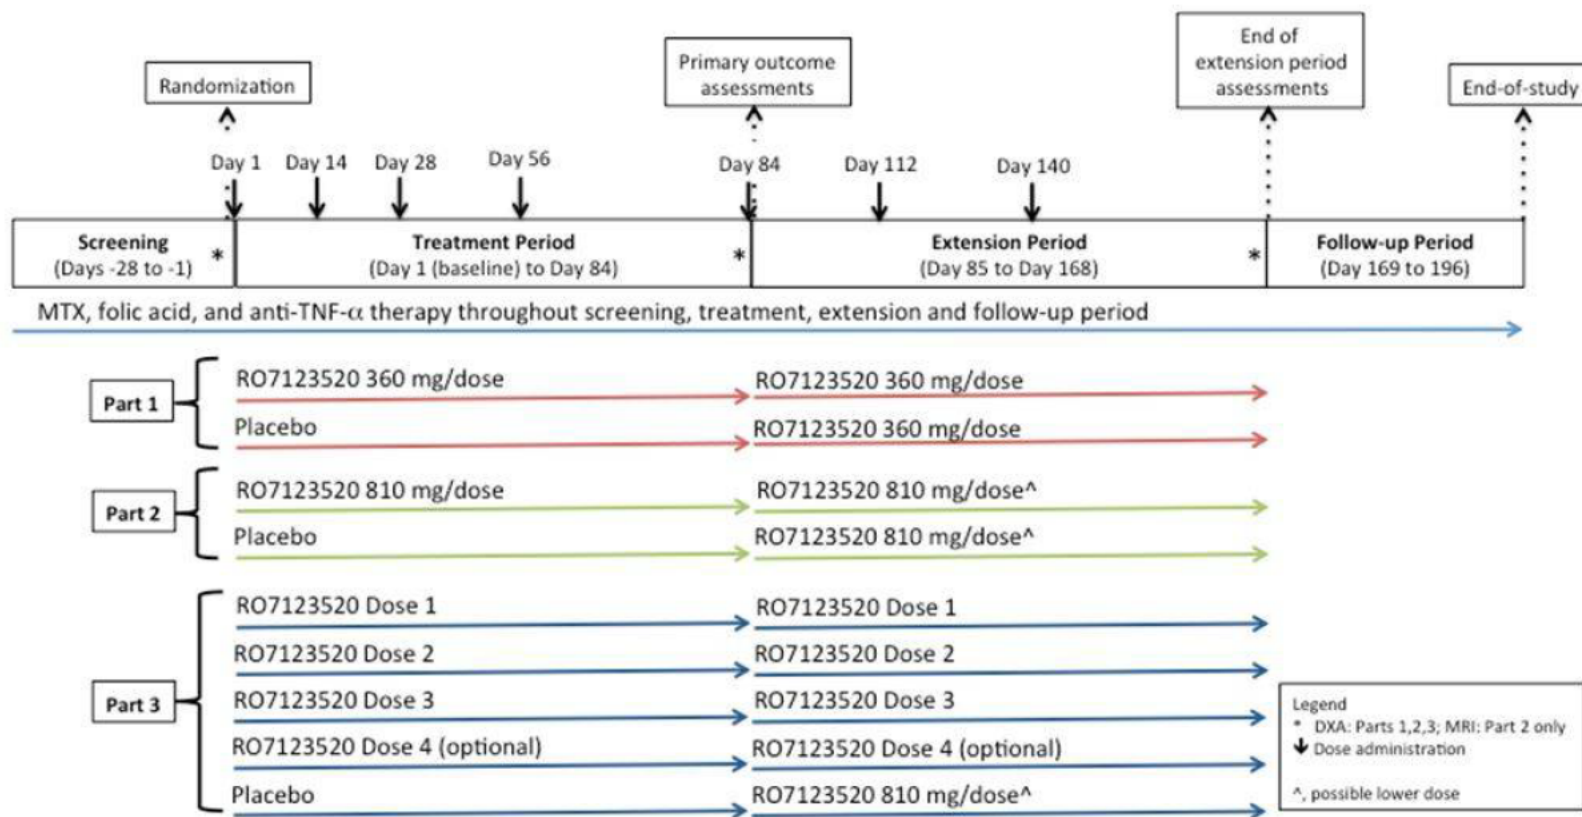 Randomization
Primary outcome
assessments
End of
extension period
assessments
End-of-study
Day 1
Day 14
Day 28
Day 56
Day 84
Day 112
Day 140
Screening
(Days -28 to -1)
*
Treatment Period
(Day 1 (baseline) to Day 84)
*
Extension Period
(Day 85 to Day 168)
*
Follow-up Period
(Day 169 to 196)
MTX, folic acid, and anti-TNF-α therapy throughout screening, treatment, extension and follow-up period
Part 1
RO7123520 360 mg/dose
RO7123520 360 mg/dose
Placebo
RO7123520 360 mg/dose
Part 2
RO7123520 810 mg/dose
RO7123520 810 mg/dose^
Placebo
RO7123520 810 mg/dose^
Part 3
RO7123520 Dose 1
RO7123520 Dose 1
RO7123520 Dose 2
RO7123520 Dose 2
RO7123520 Dose 3
RO7123520 Dose 3
RO7123520 Dose 4 (optional)
RO7123520 Dose 4 (optional)
Placebo
RO7123520 810 mg/dose^
Legend
* DXA: Parts 1,2,3; MRI: Part 2 only
Dose administration
^, possible lower dose